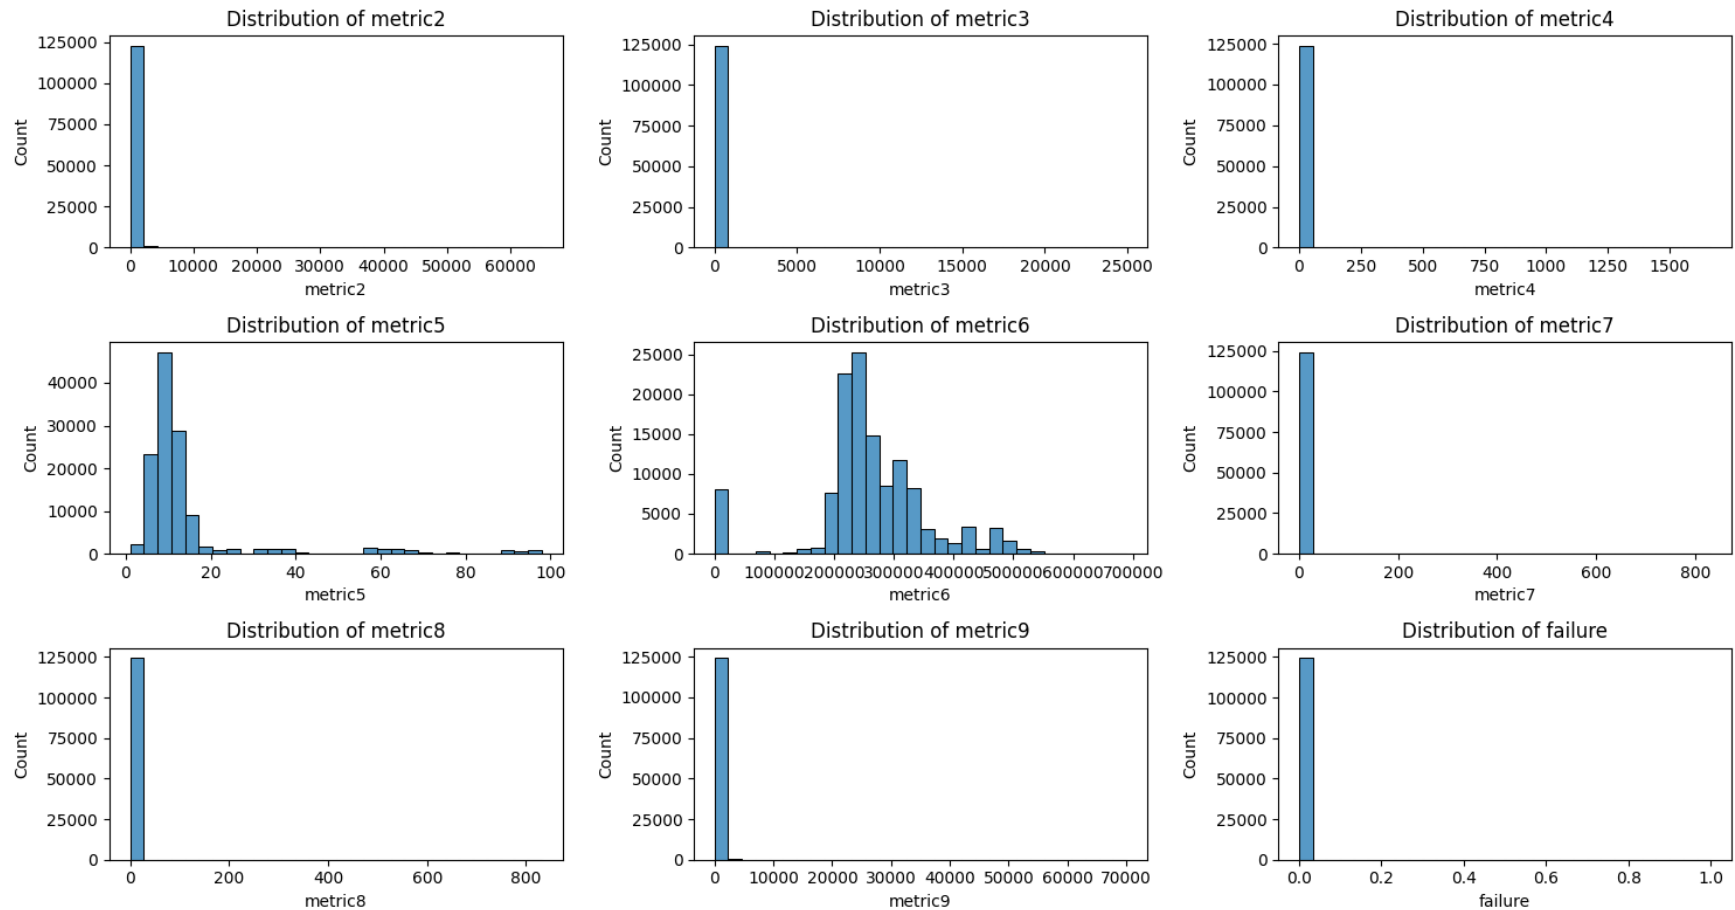 Distribution of metric2
125000
100000
75000
50000
25000
0
Count
0 10000 20000 30000 40000 50000 60000
metric2
Distribution of metric3
125000
100000
75000
50000
25000
0
Count
0 5000 10000 15000 20000 25000
metric3
Distribution of metric4
125000
100000
75000
50000
25000
0
Count
0 250 500 750 1000 1250 1500
metric4
Distribution of metric5
40000
30000
20000
10000
0
Count
0 20 40 60 80 100
metric5
Distribution of metric6
25000
20000
15000
10000
5000
0
Count
0 100000 200000 300000 400000 500000 600000 700000
metric6
Distribution of metric7
125000
100000
75000
50000
25000
0
Count
0 200 400 600 800
metric7
Distribution of metric8
125000
100000
75000
50000
25000
0
Count
0 200 400 600 800
metric8
Distribution of metric9
125000
100000
75000
50000
25000
0
Count
0 10000 20000 30000 40000 50000 60000 70000
metric9
Distribution of failure
125000
100000
75000
50000
25000
0
Count
0.0 0.2 0.4 0.6 0.8 1.0
failure